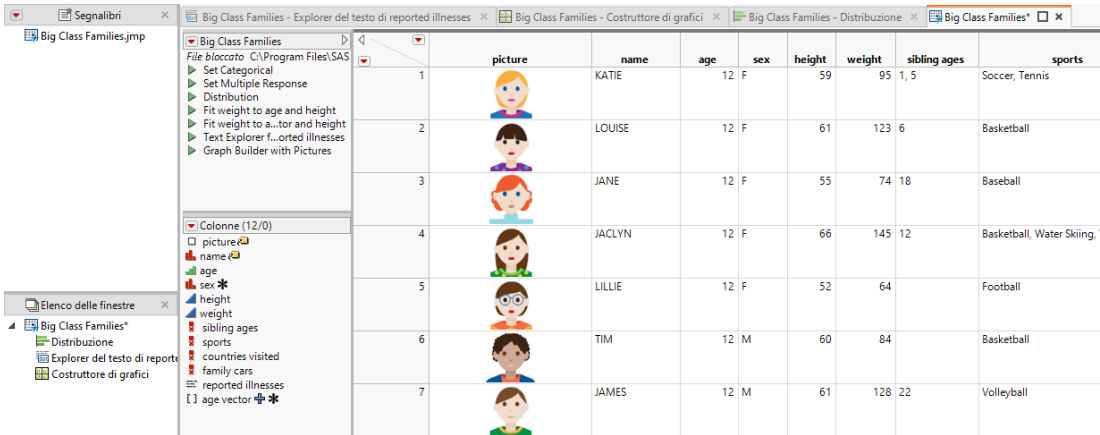 Segnalibri
Big Class Families.jmp
Elenco delle finestre
Big Class Families*
Distribuzione
Explorer del testo di reporte
Costruttore di grafici
Big Class Families - Explorer del testo di reported illnesses
Big Class Families - Costruttore di grafici
Big Class Families - Distribuzione
Big Class Families*
Big Class Families
File bloccato C:\Program Files\SAS
Set Categorical
Set Multiple Response
Distribution
Fit weight to age and height
Fit weight to a...tor and height
Text Explorer f...orted illnesses
Graph Builder with Pictures
Colonne (12/0)
picture
name
age
sex
height
weight
sibling ages
sports
countries visited
family cars
reported illnesses
age vector
picture name age sex height weight sibling ages sports
1 KATIE 12 F 59 95 1, 5 Soccer, Tennis
2 LOUISE 12 F 61 123 6 Basketball
3 JANE 12 F 55 74 18 Baseball
4 JACLYN 12 F 66 145 12 Basketball, Water Skiing,
5 LILLIE 12 F 52 64 Football
6 TIM 12 M 60 84 Basketball
7 JAMES 12 M 61 128 22 Volleyball